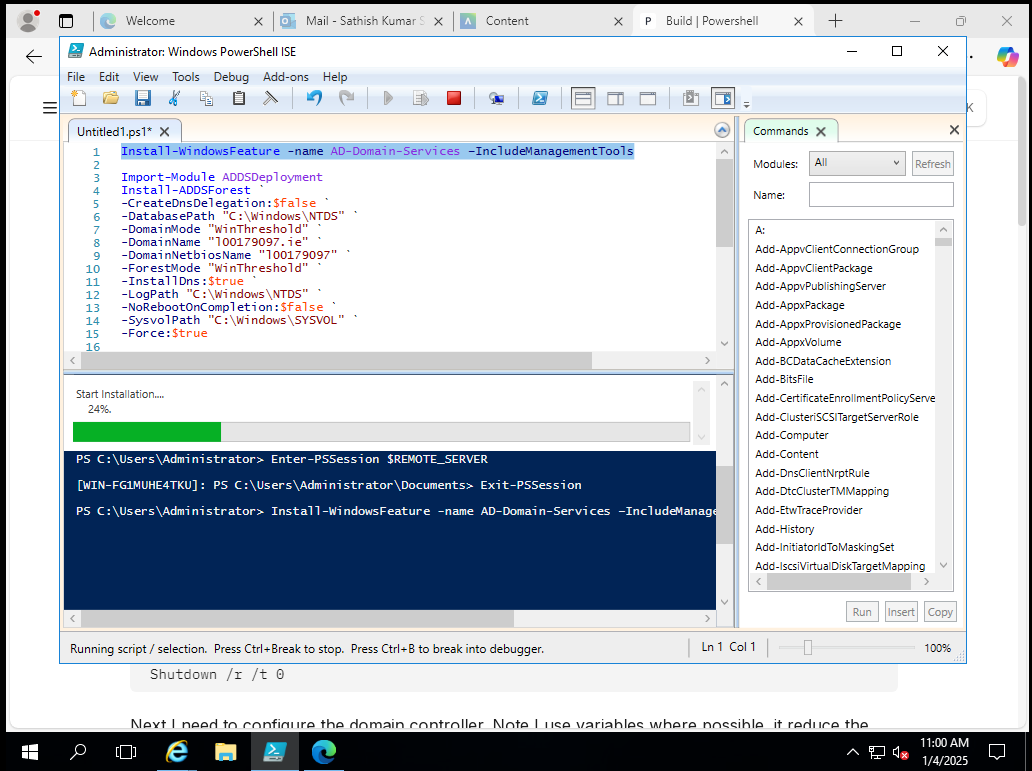 Welcome
Mail - Sathish Kumar S
Content
Build | Powershell
Administrator: Windows PowerShell ISE
File Edit View Tools Debug Add-ons Help
Untitled1.ps1*
1 Install-WindowsFeature -name AD-Domain-Services -IncludeManagementTools
2
3 Import-Module ADDSDeployment
4 Install-ADDSForest `
5 -CreateDnsDelegation:$false `
6 -DatabasePath "C:\Windows\NTDS" `
7 -DomainMode "WinThreshold" `
8 -DomainName "l00179097.ie" `
9 -DomainNetbiosName "l00179097" `
10 -ForestMode "WinThreshold" `
11 -InstallDns:$true `
12 -LogPath "C:\Windows\NTDS" `
13 -NoRebootOnCompletion:$false `
14 -SysvolPath "C:\Windows\SYSVOL" `
15 -Force:$true
16
Start Installation....
24%.
PS C:\Users\Administrator> Enter-PSSession $REMOTE_SERVER
[WIN-FG1MUHE4TKU]: PS C:\Users\Administrator\Documents> Exit-PSSession
PS C:\Users\Administrator> Install-WindowsFeature -name AD-Domain-Services -IncludeManage
Commands
Modules: All Refresh
Name:
A:
Add-AppvClientConnectionGroup
Add-AppvClientPackage
Add-AppvPublishingServer
Add-AppxPackage
Add-AppxProvisionedPackage
Add-AppxVolume
Add-BCDataCacheExtension
Add-BitsFile
Add-CertificateEnrollmentPolicyServe
Add-ClusteriSCSITargetServerRole
Add-Computer
Add-Content
Add-DnsClientNrptRule
Add-DtcClusterTMMapping
Add-EtwTraceProvider
Add-History
Add-InitiatorIdToMaskingSet
Add-IscsiVirtualDiskTargetMapping
Run Insert Copy
Running script / selection. Press Ctrl+Break to stop. Press Ctrl+B to break into debugger.
Ln 1 Col 1
100%
K
Shutdown /r /t 0
Next I need to configure the domain controller. Note I use variables where possible, it reduce the
11:00 AM
1/4/2025